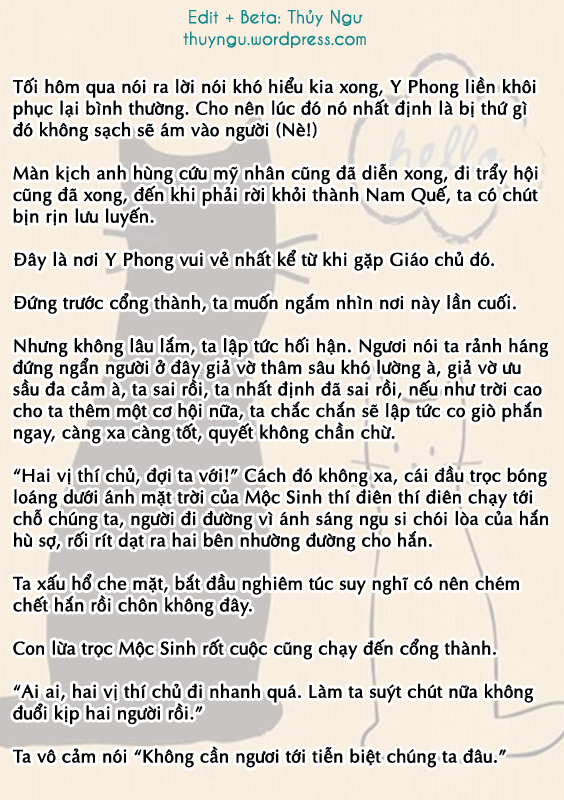 Edit + Beta: Thủy Ngư
thuyngu.wordpress.com
Tối hôm qua nói ra lời nói khó hiểu kia xong, Y Phong liền khôi
phục lại bình thường. Cho nên lúc đó nó nhất định là bị thứ gì
đó không sạch sẽ ám vào người (Nè!)
Màn kịch anh hùng cứu mỹ nhân cũng đã diễn xong, đi trẩy hội
cũng đã xong, đến khi phải rời khỏi thành Nam Quế, ta có chút
bịn rịn lưu luyến.
Đây là nơi Y Phong vui vẻ nhất kể từ khi gặp Giáo chủ đó.
Đứng trước cổng thành, ta muốn ngắm nhìn nơi này lần cuối.
Nhưng không lâu lắm, ta lập tức hối hận. Ngươi nói ta rảnh háng
đứng ngẩn người ở đây giả vờ thâm sâu khó lường à, giả vờ ưu
sầu đa cảm à, ta sai rồi, ta nhất định đã sai rồi, nếu như trời cao
cho ta thêm một cơ hội nữa, ta chắc chắn sẽ lập tức co giò phắn
ngay, càng xa càng tốt, quyết không chần chừ.
“Hai vị thí chủ, đợi ta với!” Cách đó không xa, cái đầu trọc bóng
loáng dưới ánh mặt trời của Mộc Sinh thí điên thí điên chạy tới
chỗ chúng ta, người đi đường vì ánh sáng ngu si chói lòa của hắn
hù sợ, rối rít dạt ra hai bên nhường đường cho hắn.
Ta xấu hổ che mặt, bắt đầu nghiêm túc suy nghĩ có nên chém
chết hắn rồi chôn không đây.
Con lừa trọc Mộc Sinh rốt cuộc cũng chạy đến cổng thành.
“Ai ai, hai vị thí chủ đi nhanh quá. Làm ta suýt chút nữa không
đuổi kịp hai người rồi.”
Ta vô cảm nói “Không cần ngươi tới tiễn biệt chúng ta đâu.”
hello